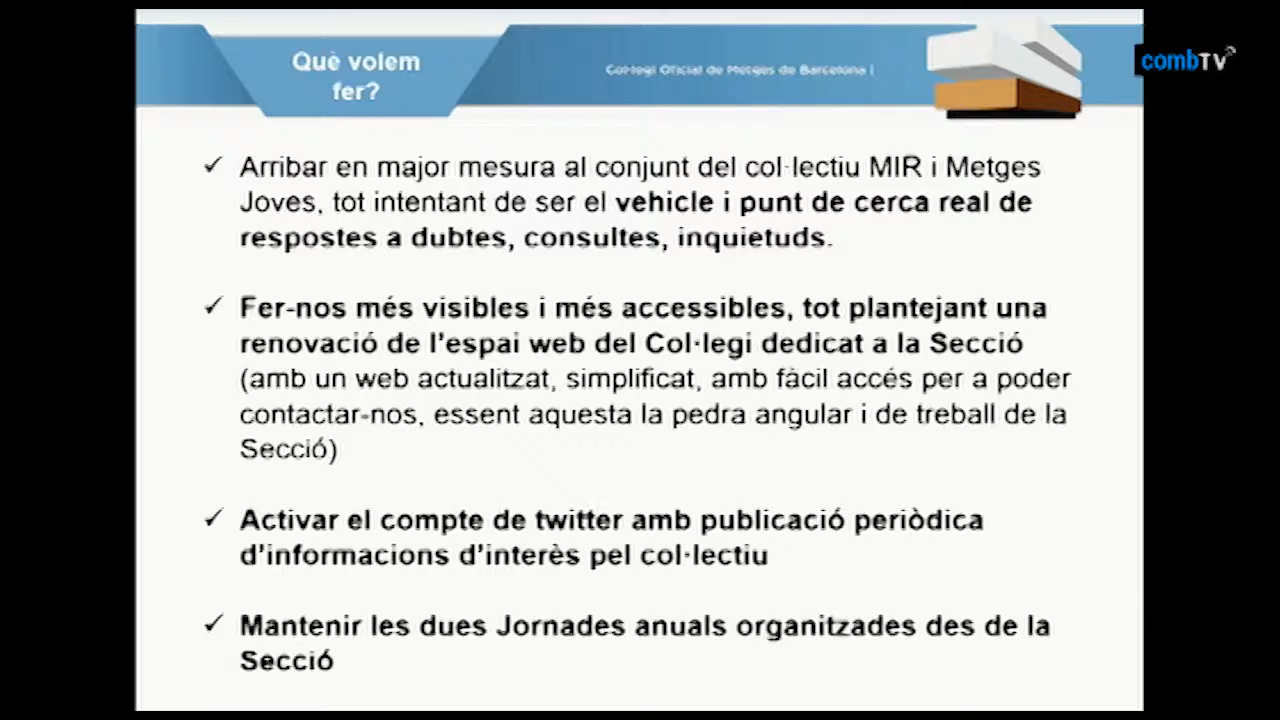 Què volem
fer?
Col·legi Oficial de Metges de Barcelona |
combTV
✓ Arribar en major mesura al conjunt del col·lectiu MIR i Metges
Joves, tot intentant de ser el vehicle i punt de cerca real de
respostes a dubtes, consultes, inquietuds.
✓ Fer-nos més visibles i més accessibles, tot plantejant una
renovació de l’espai web del Col·legi dedicat a la Secció
(amb un web actualitzat, simplificat, amb fàcil accés per a poder
contactar-nos, essent aquesta la pedra angular i de treball de la
Secció)
✓ Activar el compte de twitter amb publicació periòdica
d’informacions d’interès pel col·lectiu
✓ Mantenir les dues Jornades anuals organitzades des de la
Secció